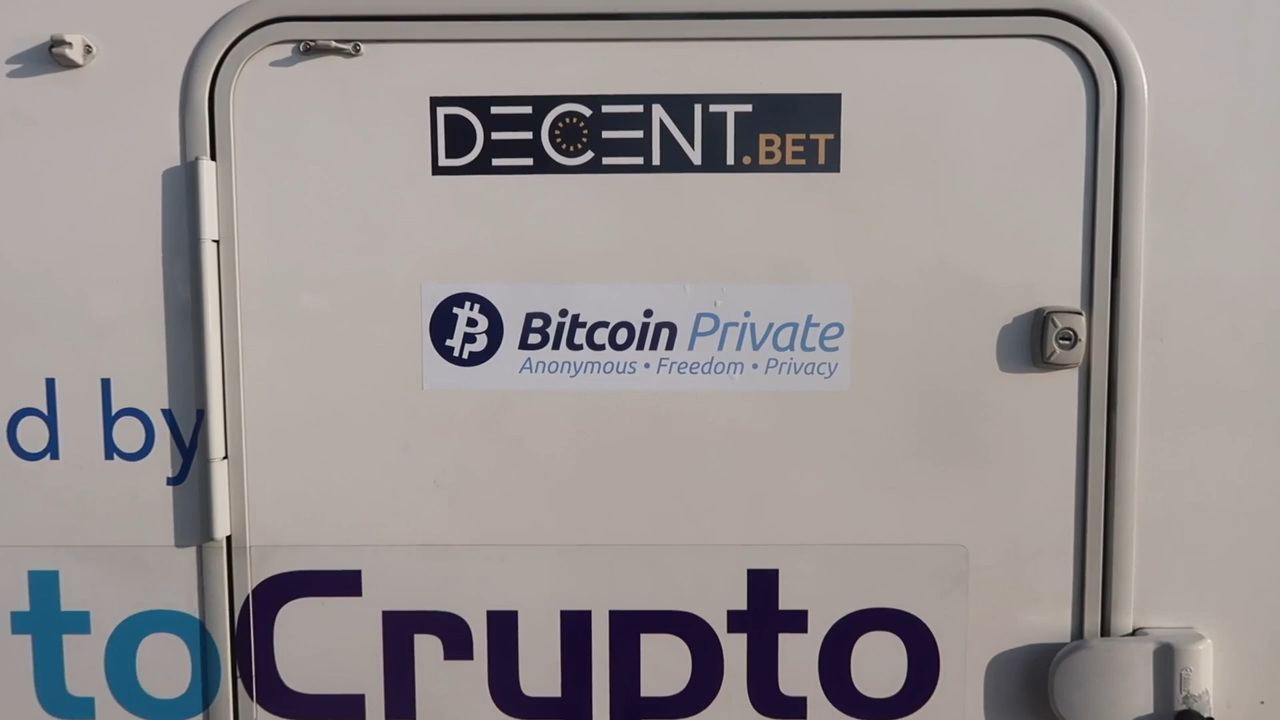 DECENT.BET
Bitcoin Private
Anonymous • Freedom • Privacy
d by
toCrypto